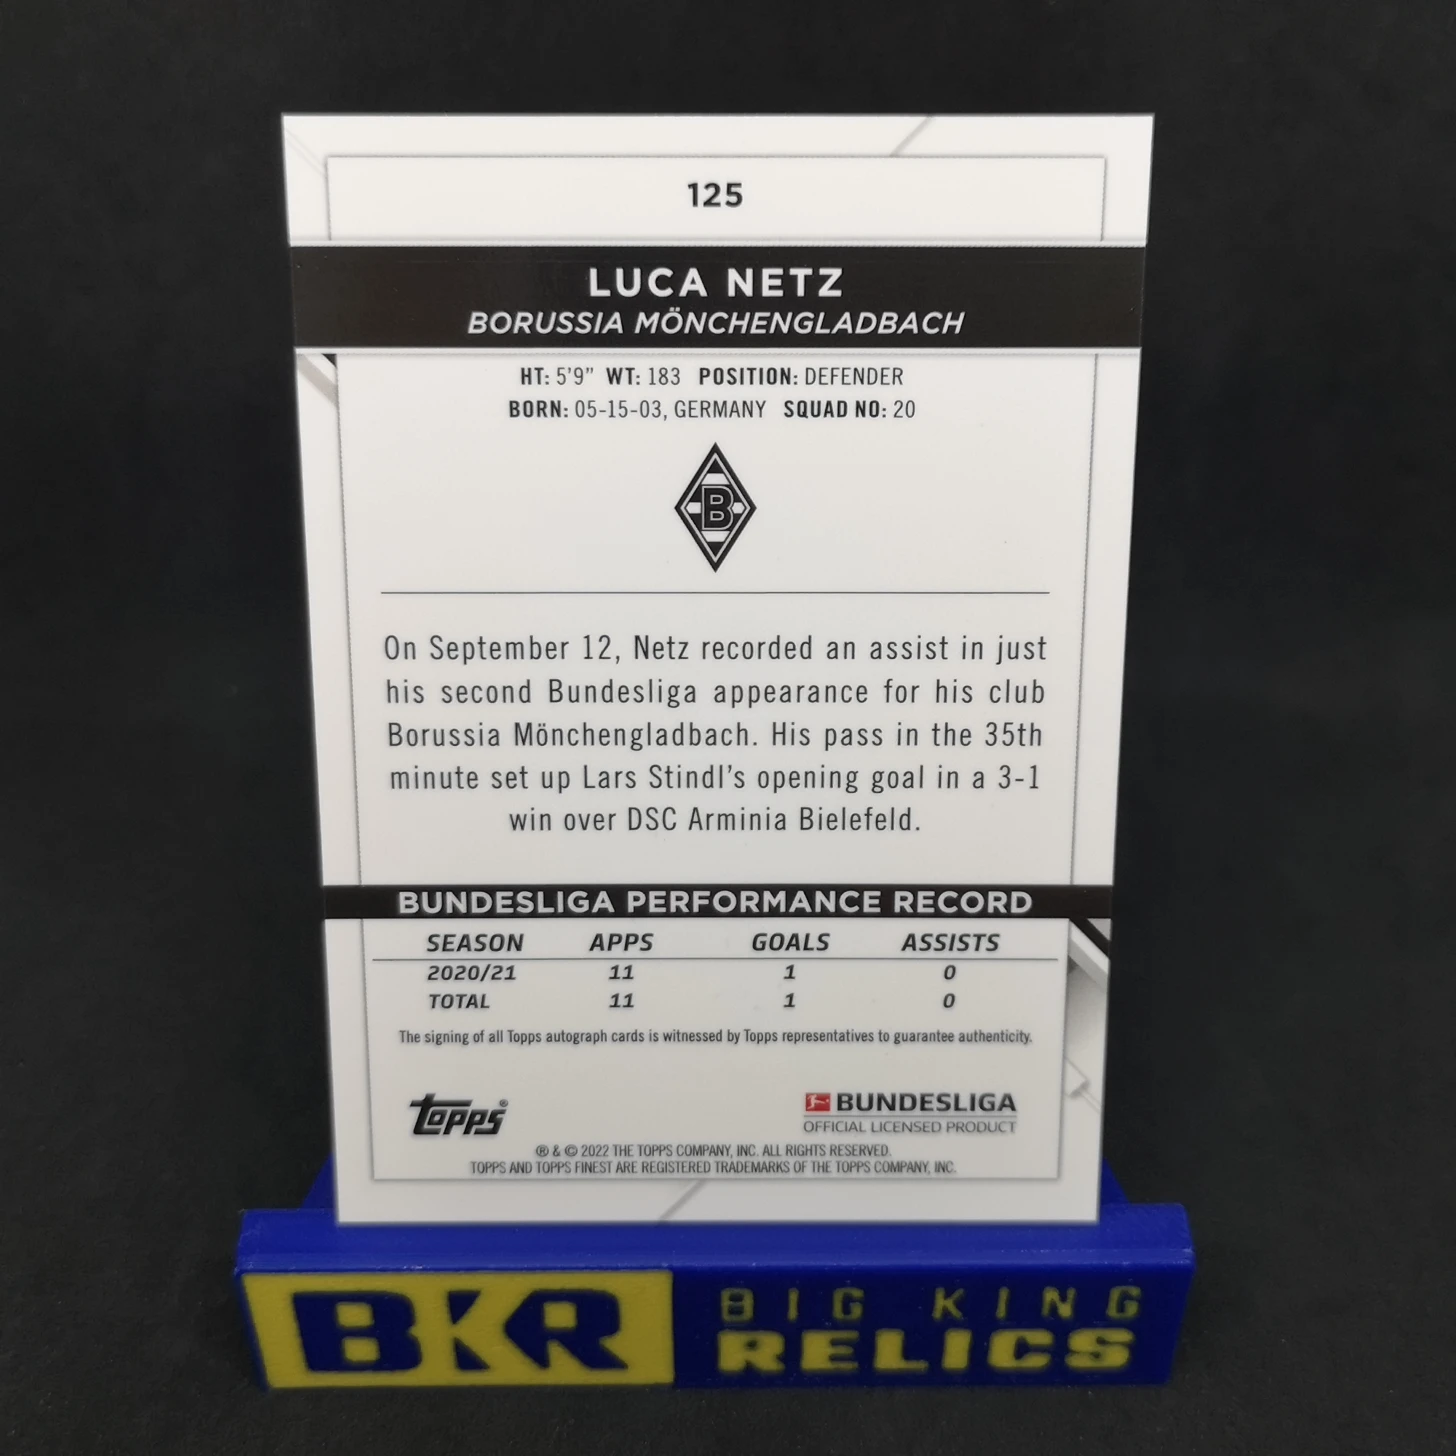 125
LUCA NETZ
BORUSSIA MÖNCHENGLADBACH
HT: 5'9" WT: 183 POSITION: DEFENDER
BORN: 05-15-03, GERMANY SQUAD NO: 20
B
On September 12, Netz recorded an assist in just
his second Bundesliga appearance for his club
Borussia Mönchengladbach. His pass in the 35th
minute set up Lars Stindl's opening goal in a 3-1
win over DSC Arminia Bielefeld.
BUNDESLIGA PERFORMANCE RECORD
SEASON APPS GOALS ASSISTS
2020/21 11 1 0
TOTAL 11 1 0
The signing of all Topps autograph cards is witnessed by Topps representatives to guarantee authenticity.
topps®
BUNDESLIGA
OFFICIAL LICENSED PRODUCT
® & © 2022 THE TOPPS COMPANY, INC. ALL RIGHTS RESERVED.
TOPPS AND TOPPS FINEST ARE REGISTERED TRADEMARKS OF THE TOPPS COMPANY, INC.
BKR
BIG KING
RELICS